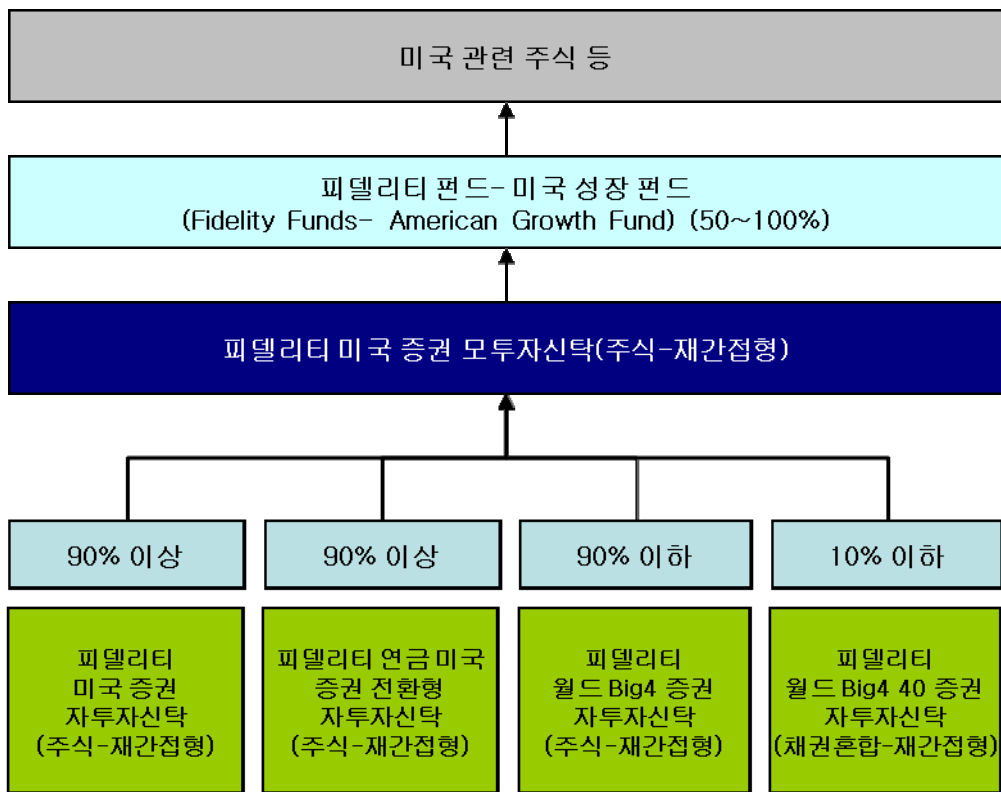 미국 관련 주식 등
피델리티 펀드- 미국 성장 펀드
(Fidelity Funds- American Growth Fund) (50~100%)
피델리티 미국 증권 모투자신탁(주식-재간접형)
90% 이상
90% 이상
90% 이하
10% 이하
피델리티
미국 증권
자투자신탁
(주식-재간접형)
피델리티 연금 미국
증권 전환형
자투자신탁
(주식-재간접형)
피델리티
월드 Big4 증권
자투자신탁
(주식-재간접형)
피델리티
월드 Big4 40 증권
자투자신탁
(채권혼합-재간접형)